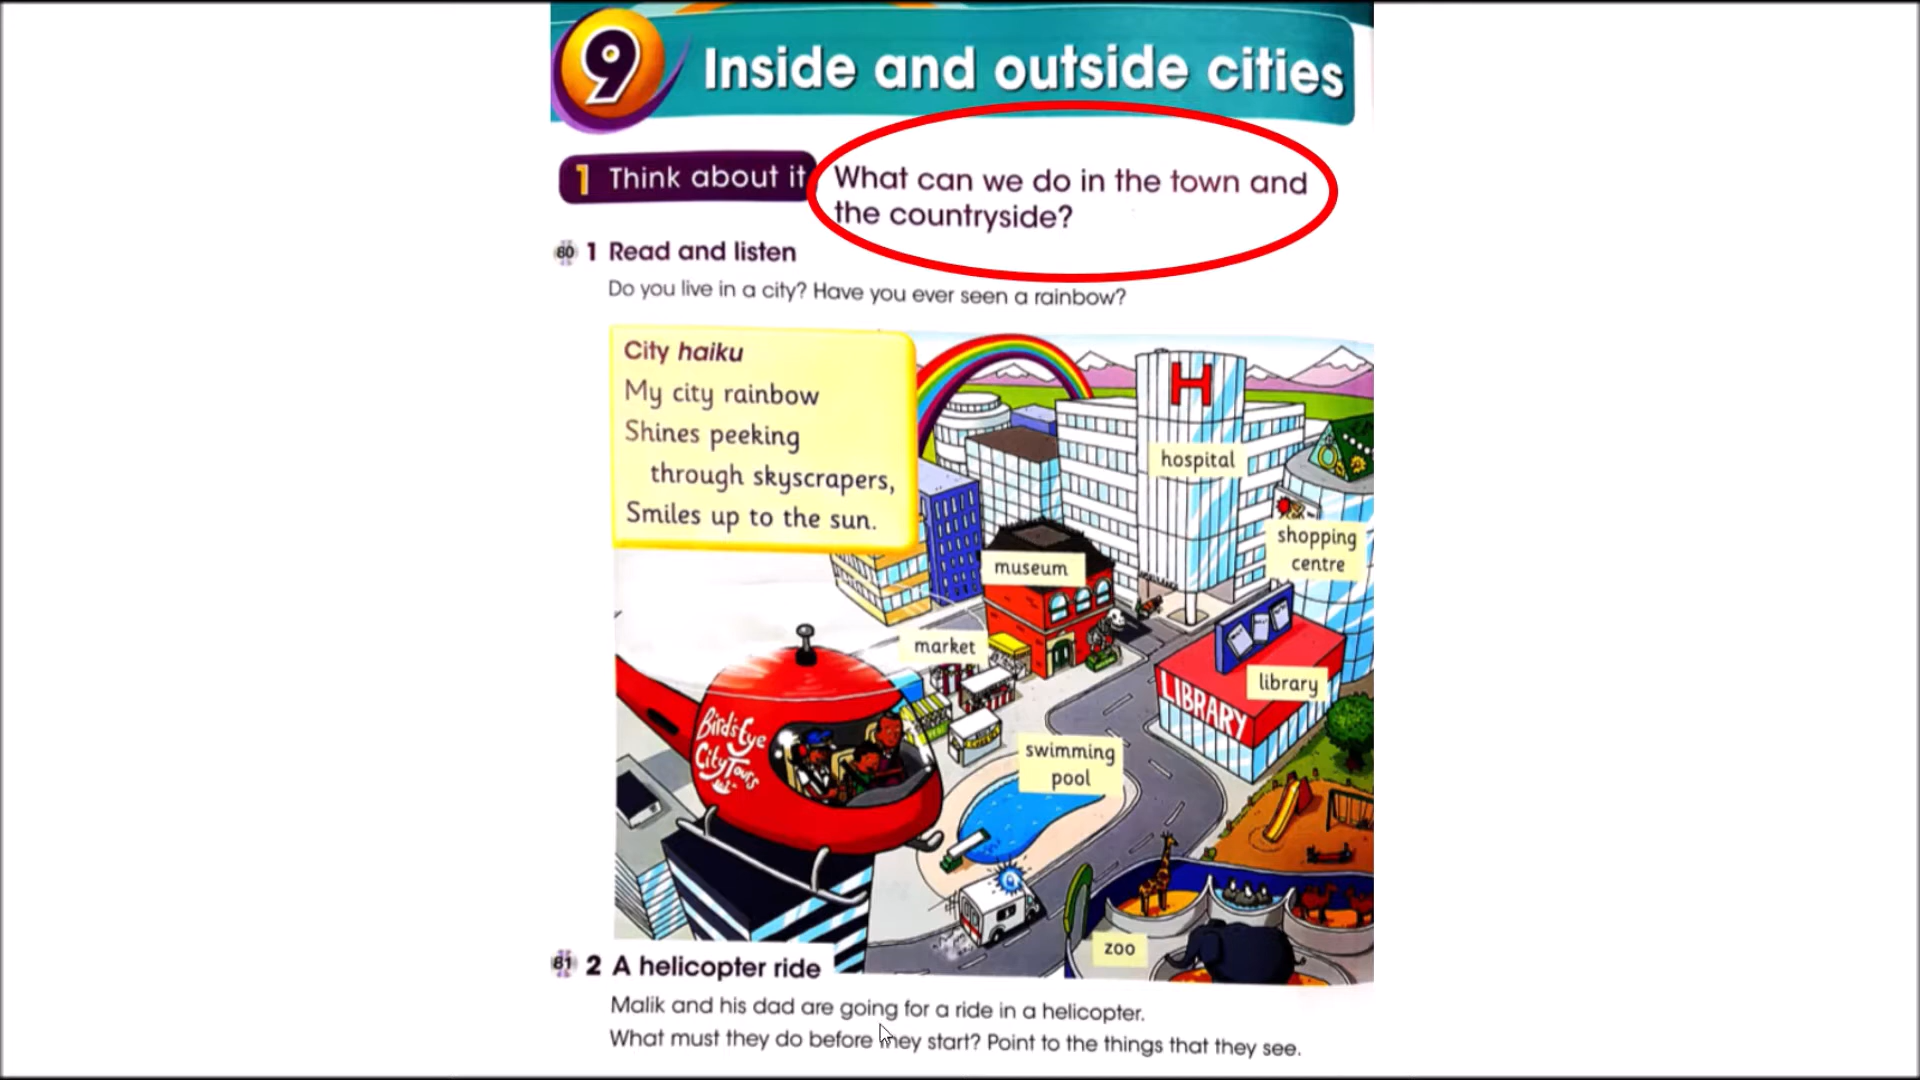 9 Inside and outside cities
1 Think about it What can we do in the town and
the countryside?
60 1 Read and listen
Do you live in a city? Have you ever seen a rainbow?
City haiku
My city rainbow
Shines peeking
through skyscrapers,
Smiles up to the sun.
H
hospital
shopping
centre
museum
market
library
LIBRARY
Bird's Eye
City Tours
swimming
pool
zoo
81 2 A helicopter ride
Malik and his dad are going for a ride in a helicopter.
What must they do before they start? Point to the things that they see.